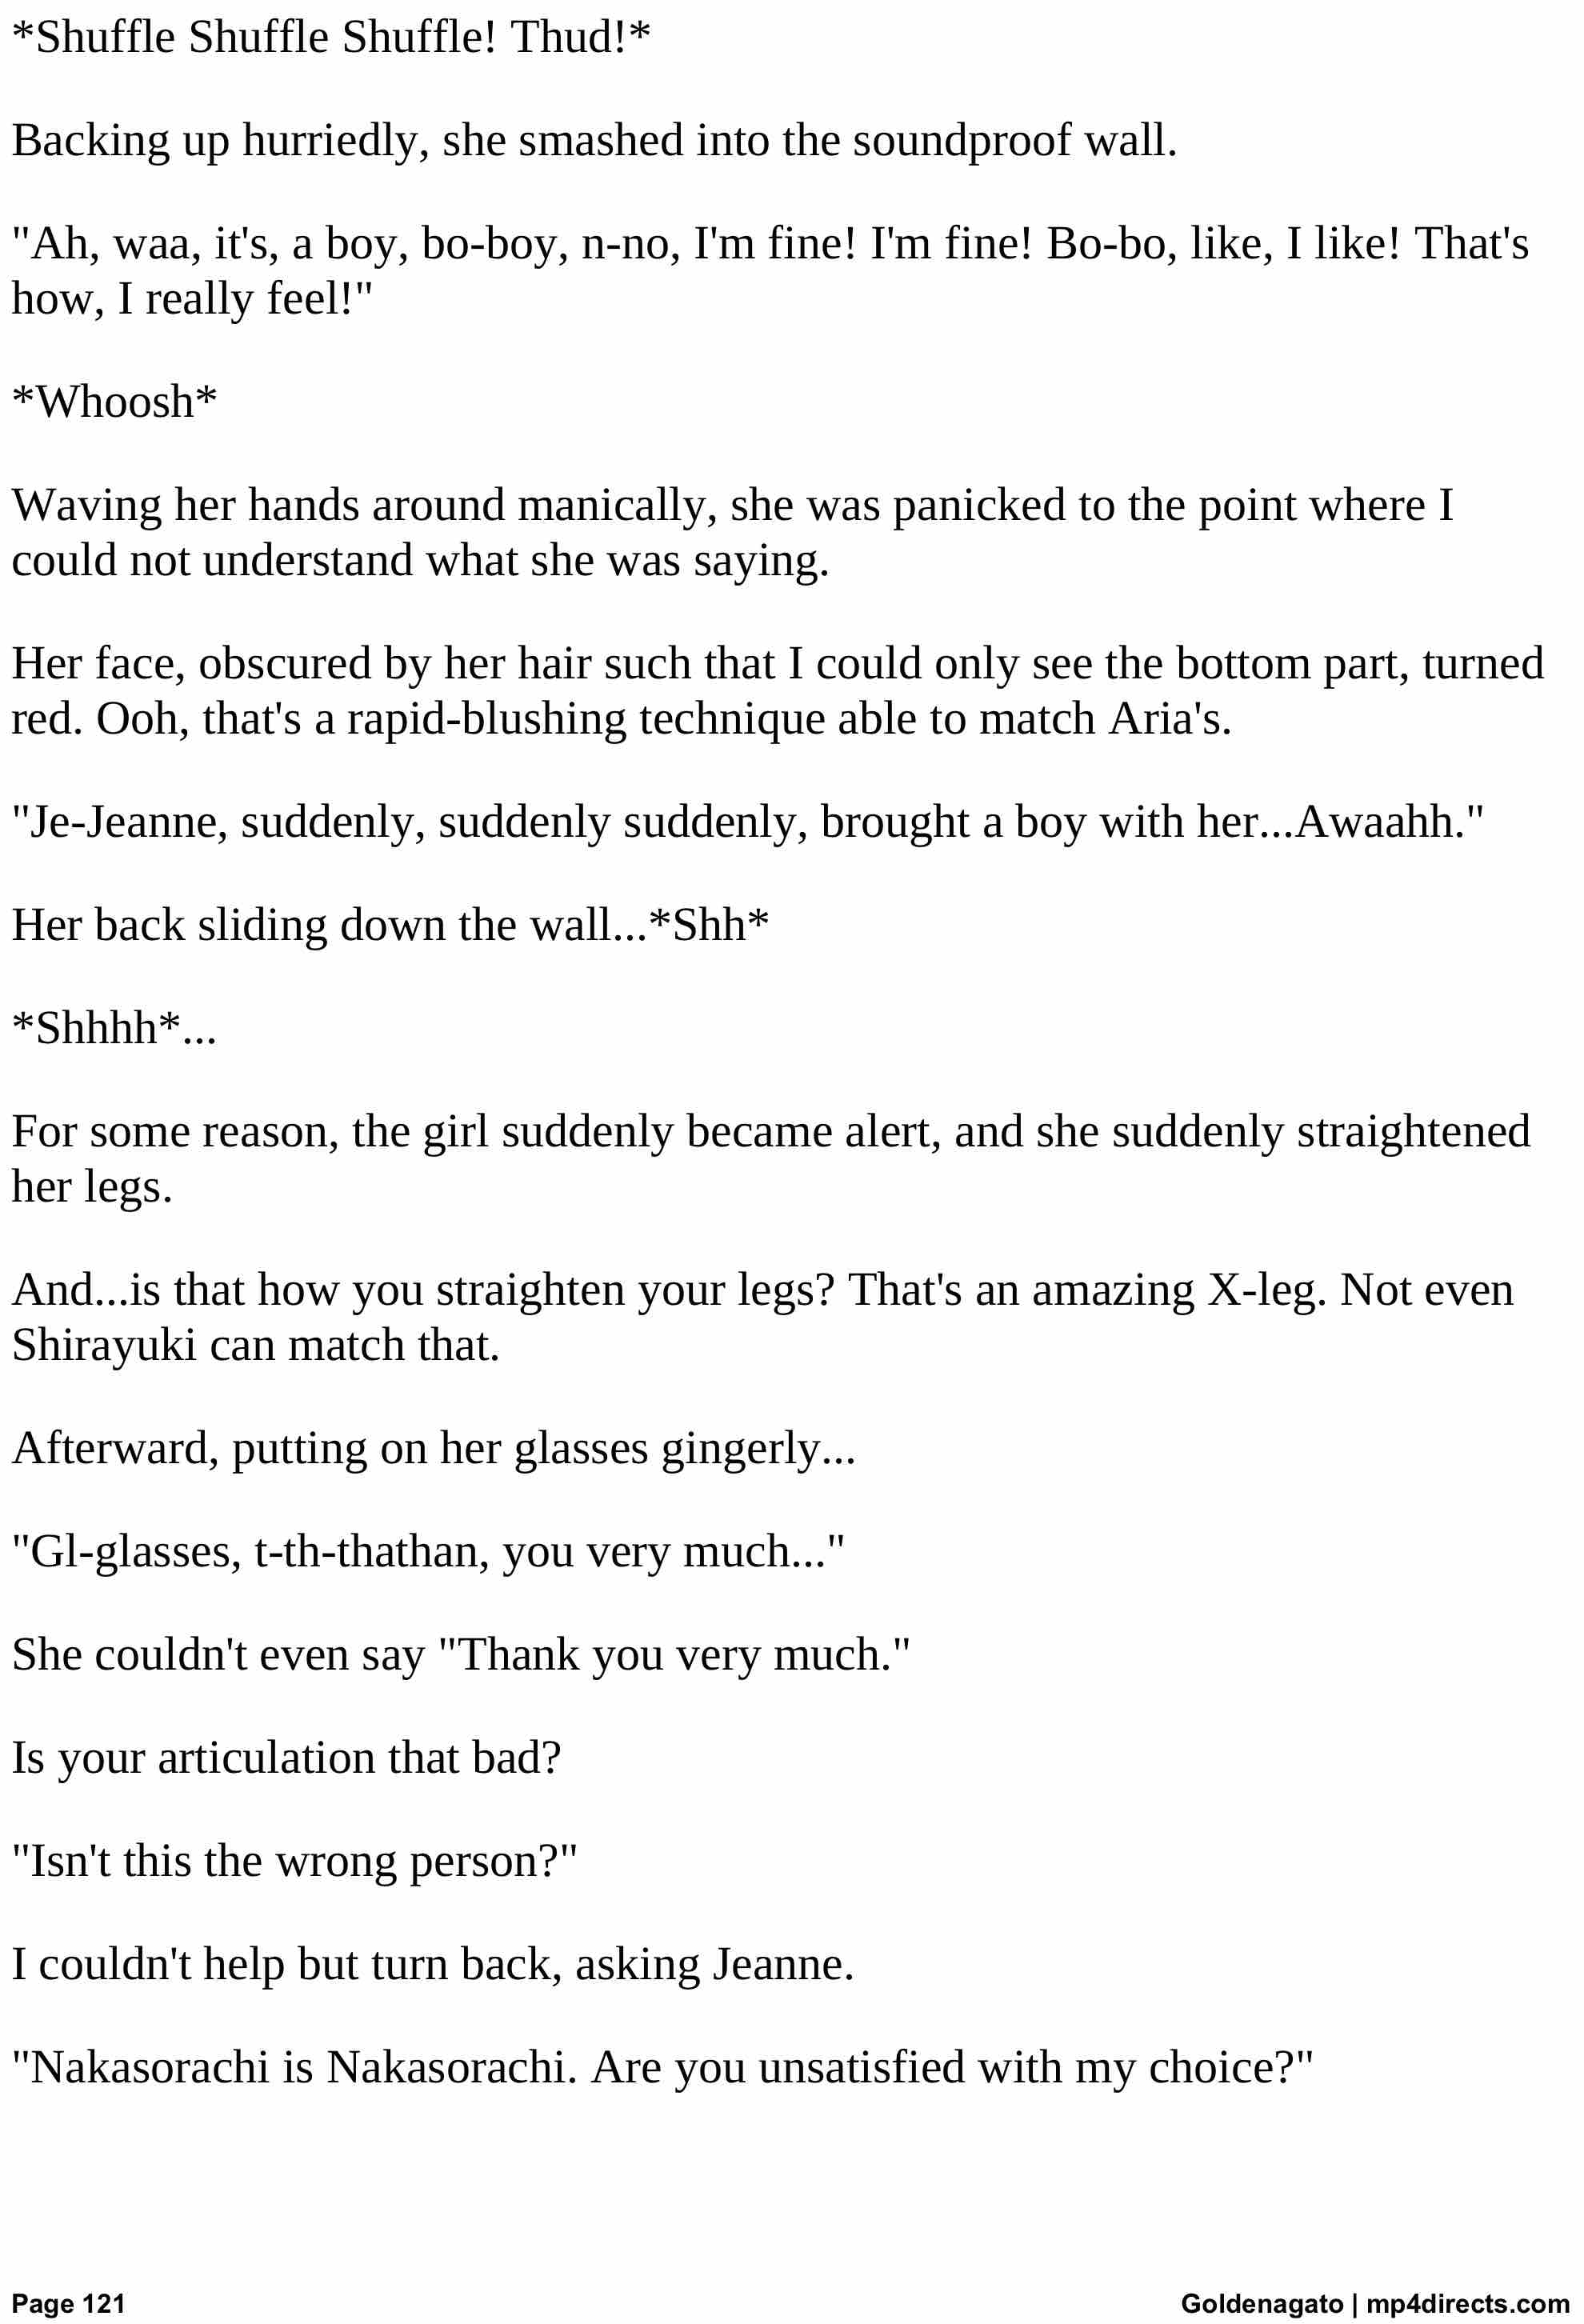 *Shuffle Shuffle Shuffle! Thud!*
Backing up hurriedly, she smashed into the soundproof wall.
"Ah, waa, it's, a boy, bo-boy, n-no, I'm fine! I'm fine! Bo-bo, like, I like! That's
how, I really feel!"
*Whoosh*
Waving her hands around manically, she was panicked to the point where I
could not understand what she was saying.
Her face, obscured by her hair such that I could only see the bottom part, turned
red. Ooh, that's a rapid-blushing technique able to match Aria's.
"Je-Jeanne, suddenly, suddenly suddenly, brought a boy with her...Awaahh."
Her back sliding down the wall...*Shh*
*Shhhh*...
For some reason, the girl suddenly became alert, and she suddenly straightened
her legs.
And...is that how you straighten your legs? That's an amazing X-leg. Not even
Shirayuki can match that.
Afterward, putting on her glasses gingerly...
"Gl-glasses, t-th-thathan, you very much..."
She couldn't even say "Thank you very much."
Is your articulation that bad?
"Isn't this the wrong person?"
I couldn't help but turn back, asking Jeanne.
"Nakasorachi is Nakasorachi. Are you unsatisfied with my choice?"
Page 121
Goldenagato | mp4directs.com